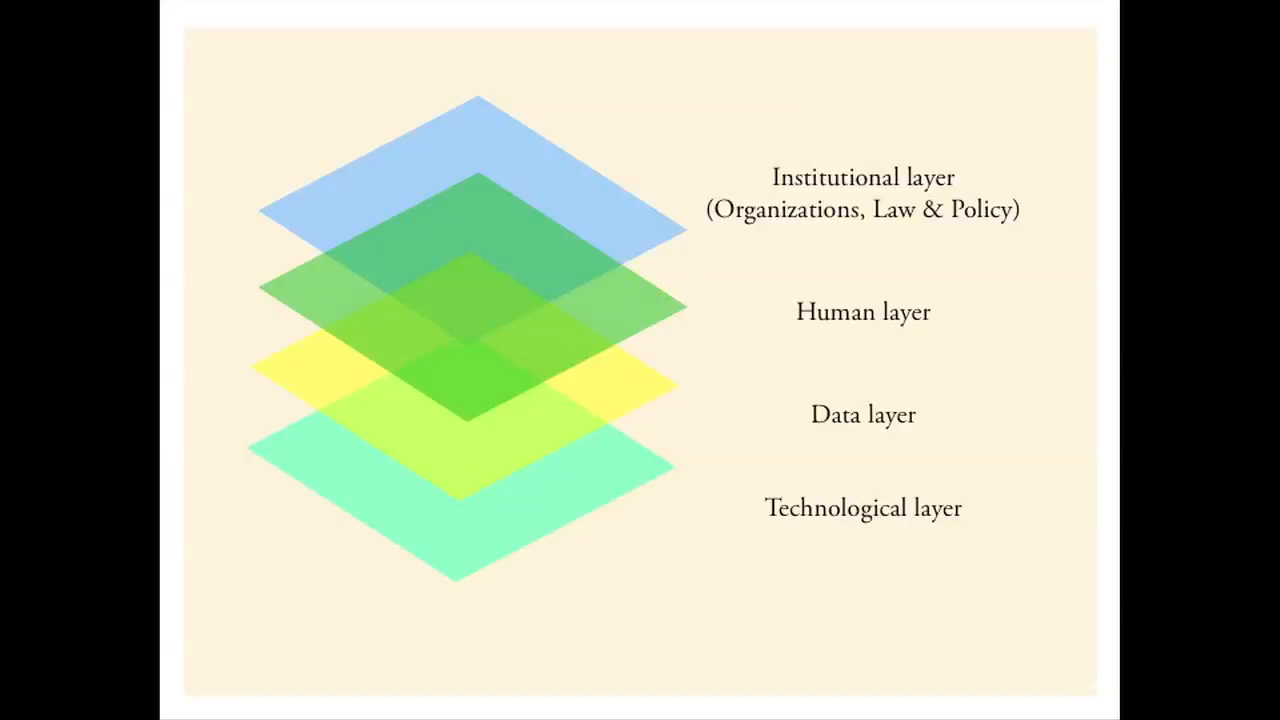 Institutional layer
(Organizations, Law & Policy)
Human layer
Data layer
Technological layer